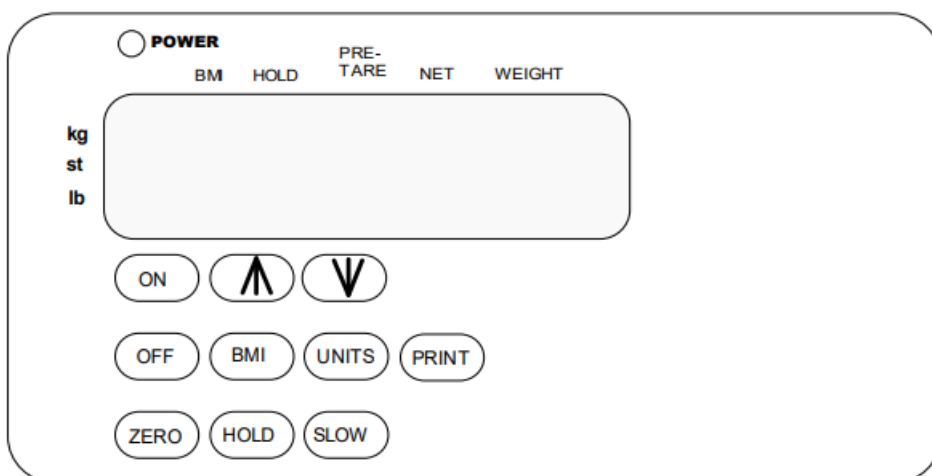 POWER
PRE-
BMI HOLD TARE NET WEIGHT
kg
st
lb
ON
OFF BMI UNITS PRINT
ZERO HOLD SLOW